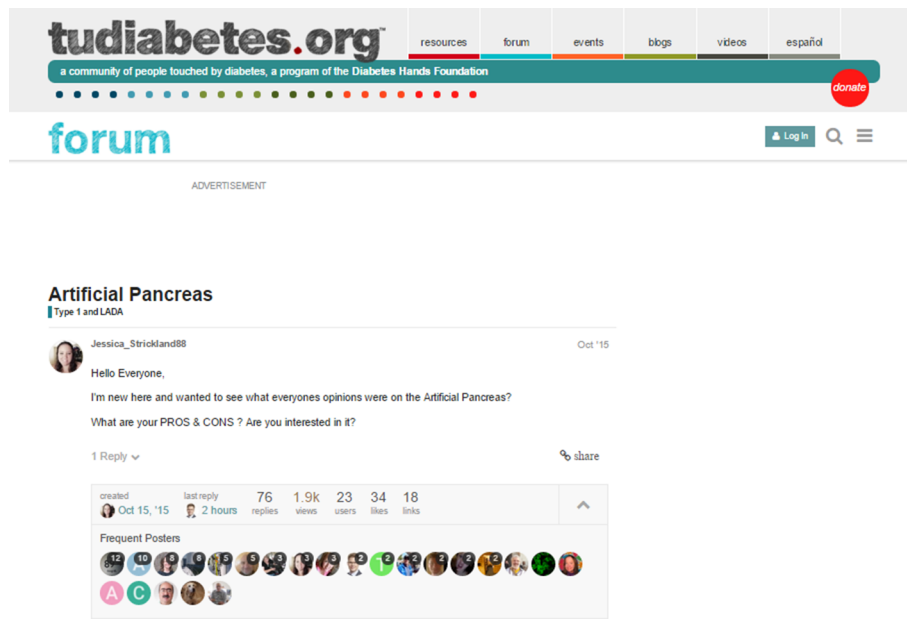 tudiabetes.org™
resources forum events blogs videos español
a community of people touched by diabetes, a program of the Diabetes Hands Foundation
donate
forum
Log In
ADVERTISEMENT
Artificial Pancreas
Type 1 and LADA
Jessica_Strickland88 Oct '15
Hello Everyone,
I'm new here and wanted to see what everyones opinions were on the Artificial Pancreas?
What are your PROS & CONS ? Are you interested in it?
1 Reply share
created last reply 76 1.9k 23 34 18
Oct 15, '15 2 hours replies views users likes links
Frequent Posters
12 10 8 8 5 5 3 3 3 2 2 2 2 2 2
A C